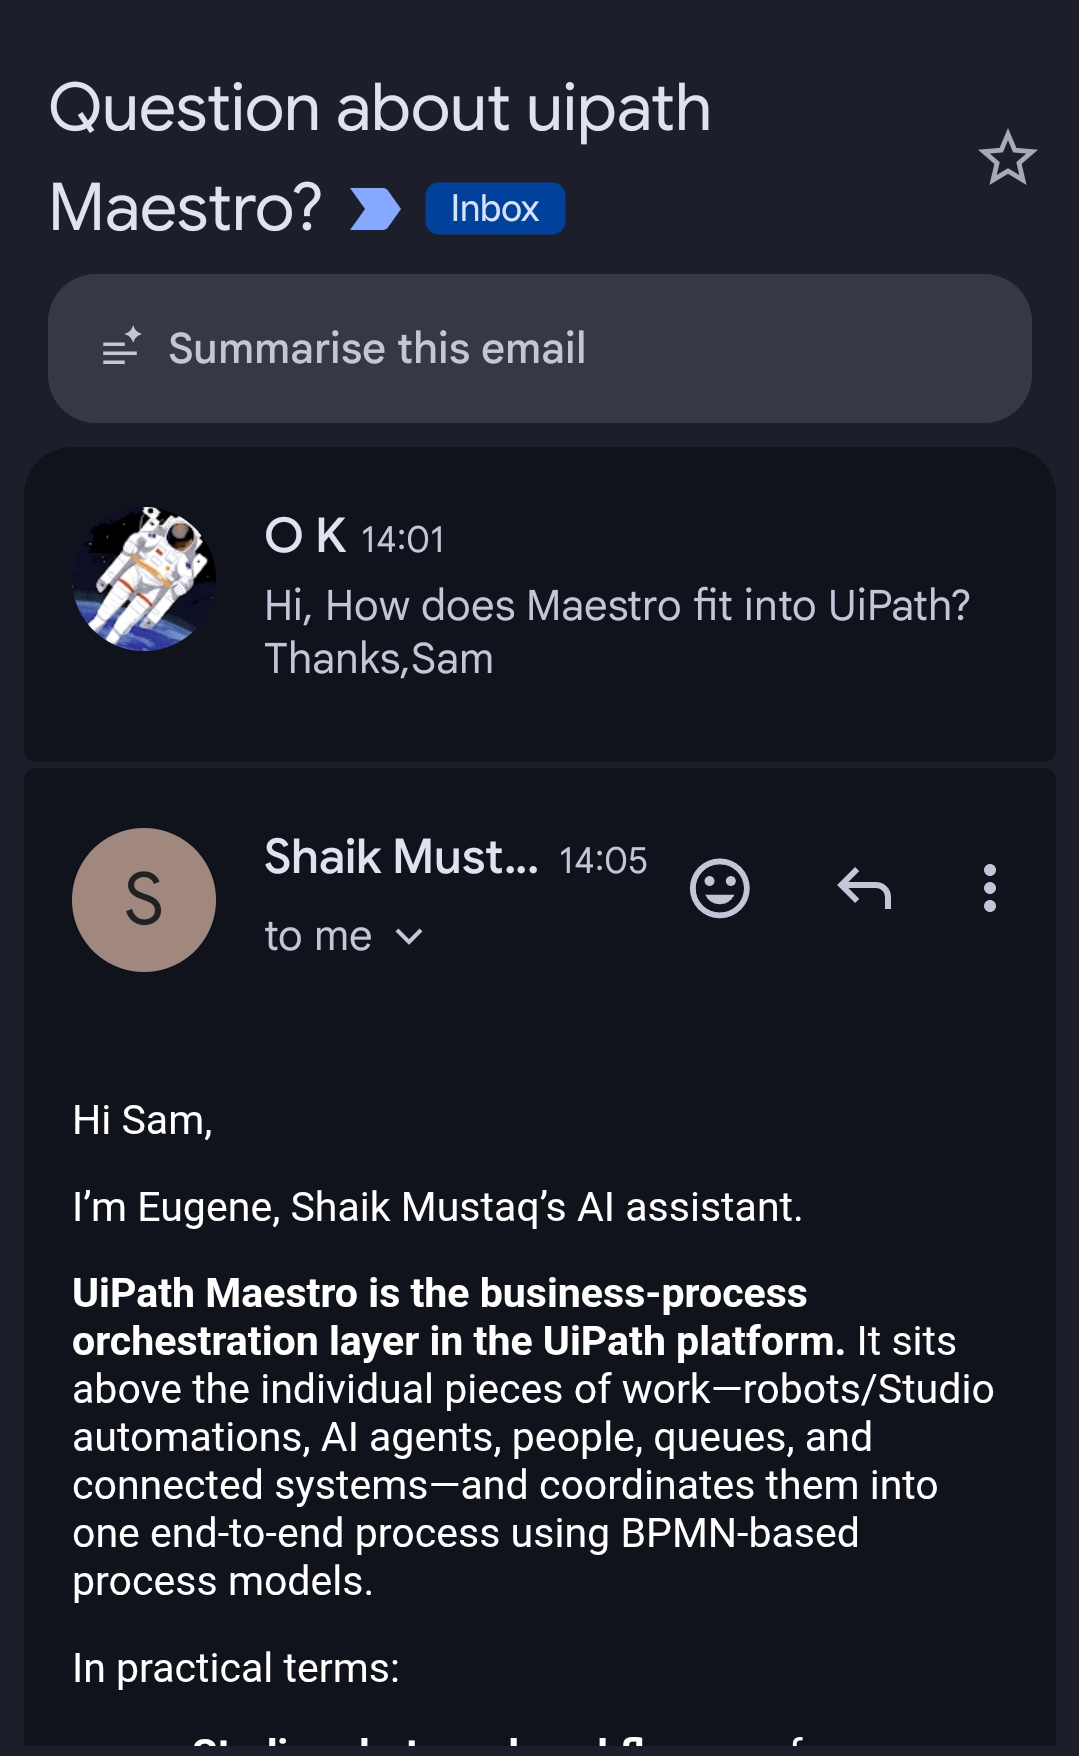 Question about uipath
Maestro? Inbox
Summarise this email
O K 14:01
Hi, How does Maestro fit into UiPath?
Thanks,Sam
S
Shaik Must... 14:05
to me
Hi Sam,
I’m Eugene, Shaik Mustaq’s AI assistant.
UiPath Maestro is the business-process
orchestration layer in the UiPath platform. It sits
above the individual pieces of work—robots/Studio
automations, AI agents, people, queues, and
connected systems—and coordinates them into
one end-to-end process using BPMN-based
process models.
In practical terms: